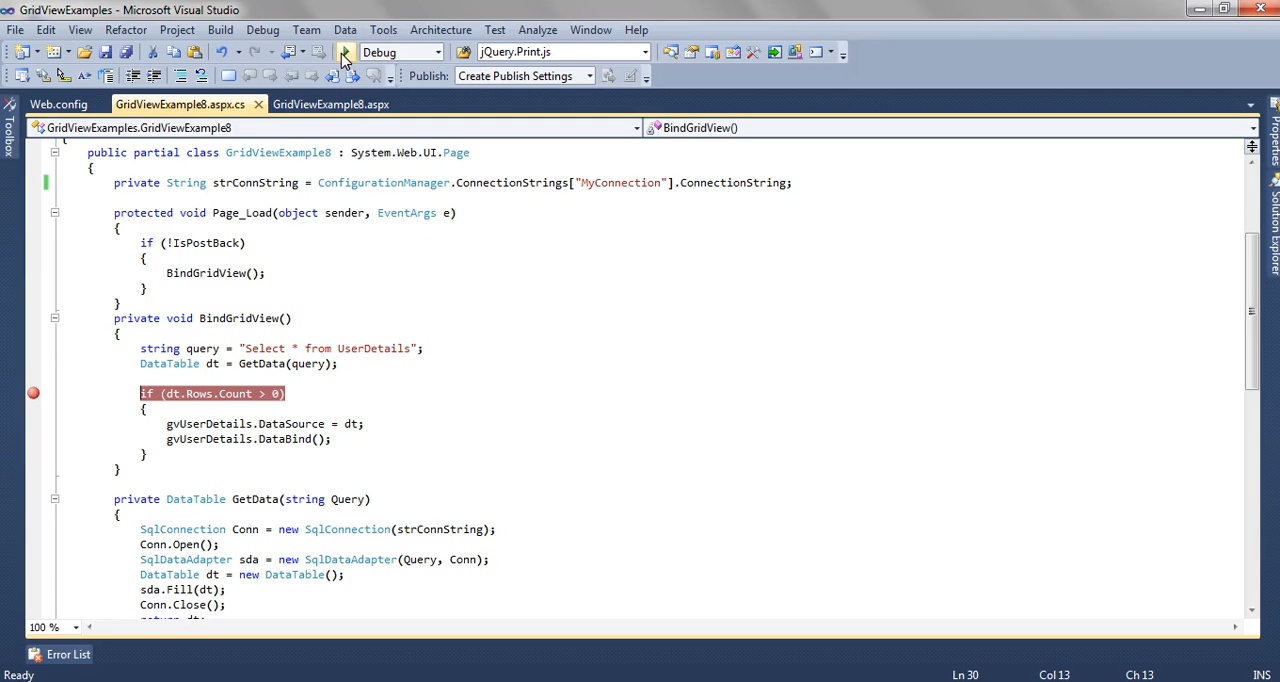 GridViewExamples - Microsoft Visual Studio
File Edit View Refactor Project Build Debug Team Data Tools Architecture Test Analyze Window Help
Debug jQuery.Print.js
Publish: Create Publish Settings
Web.config GridViewExample8.aspx.cs GridViewExample8.aspx
GridViewExamples.GridViewExample8 BindGridView()
Toolbox
Properties
Solution Explorer
public partial class GridViewExample8 : System.Web.UI.Page
{
private String strConnString = ConfigurationManager.ConnectionStrings["MyConnection"].ConnectionString;
protected void Page_Load(object sender, EventArgs e)
{
if (!IsPostBack)
{
BindGridView();
}
}
private void BindGridView()
{
string query = "Select * from UserDetails";
DataTable dt = GetData(query);
if (dt.Rows.Count > 0)
{
gvUserDetails.DataSource = dt;
gvUserDetails.DataBind();
}
}
private DataTable GetData(string Query)
{
SqlConnection Conn = new SqlConnection(strConnString);
Conn.Open();
SqlDataAdapter sda = new SqlDataAdapter(Query, Conn);
DataTable dt = new DataTable();
sda.Fill(dt);
Conn.Close();
return dt;
100 %
Error List
Ready Ln 30 Col 13 Ch 13 INS